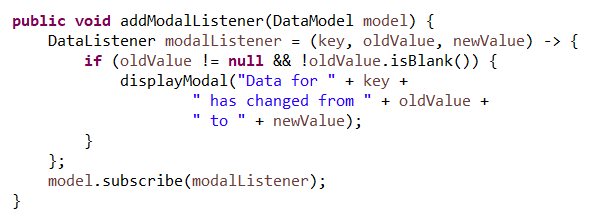 public void addModalListener(DataModel model) {
    DataListener modalListener = (key, oldValue, newValue) -> {
        if (oldValue != null && !oldValue.isBlank()) {
            displayModal("Data for " + key +
                    " has changed from " + oldValue +
                    " to " + newValue);
        }
    };
    model.subscribe(modalListener);
}